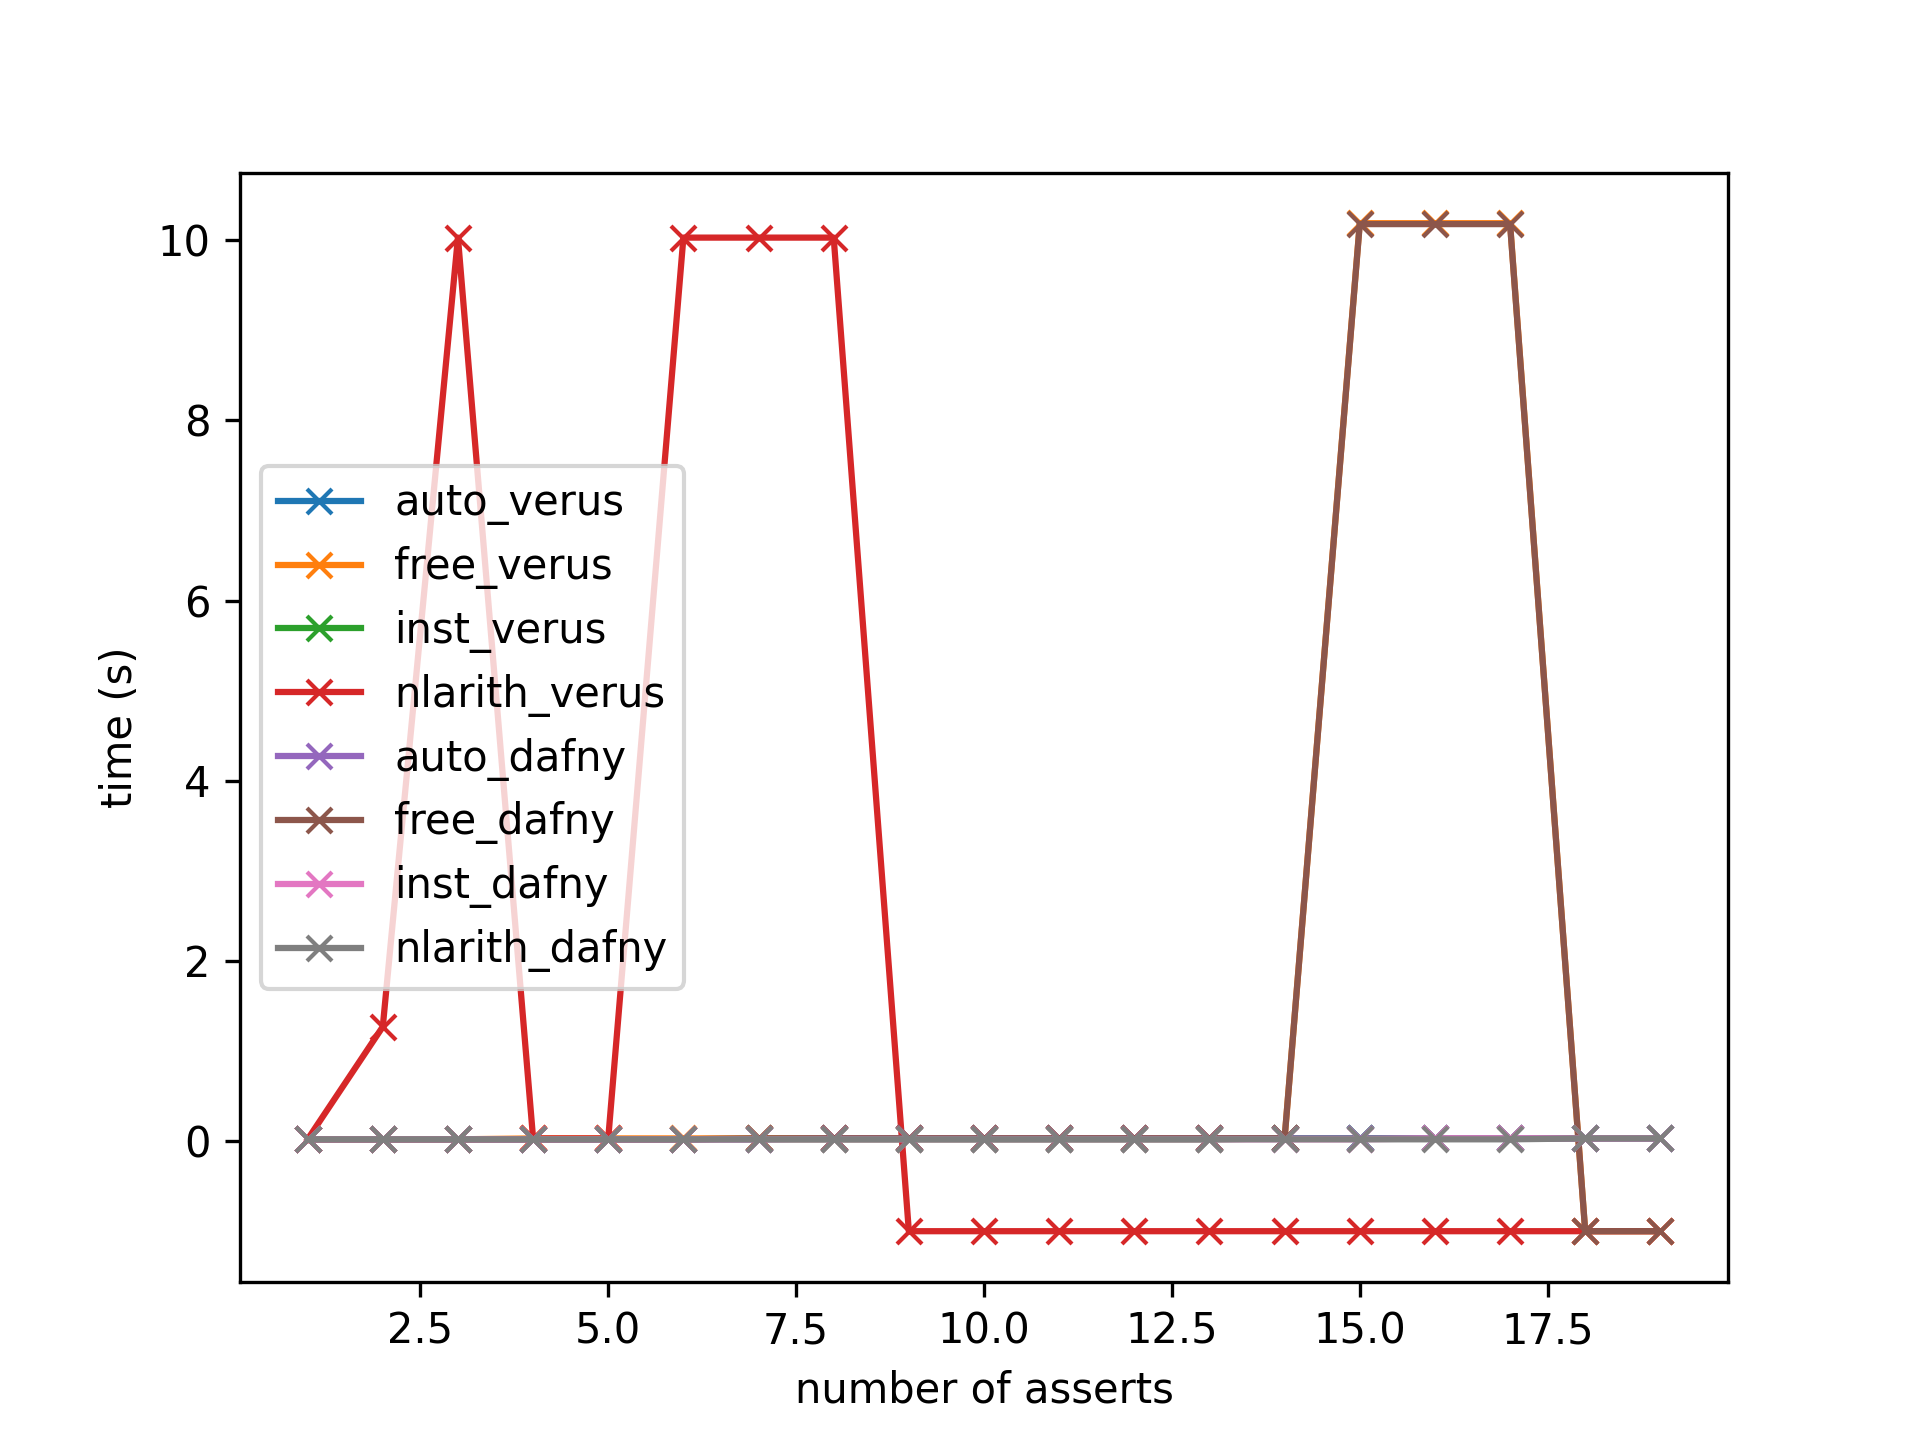 10
8
6
4
2
0
time (s)
auto_verus
free_verus
inst_verus
nlarith_verus
auto_dafny
free_dafny
inst_dafny
nlarith_dafny
2.5 5.0 7.5 10.0 12.5 15.0 17.5
number of asserts